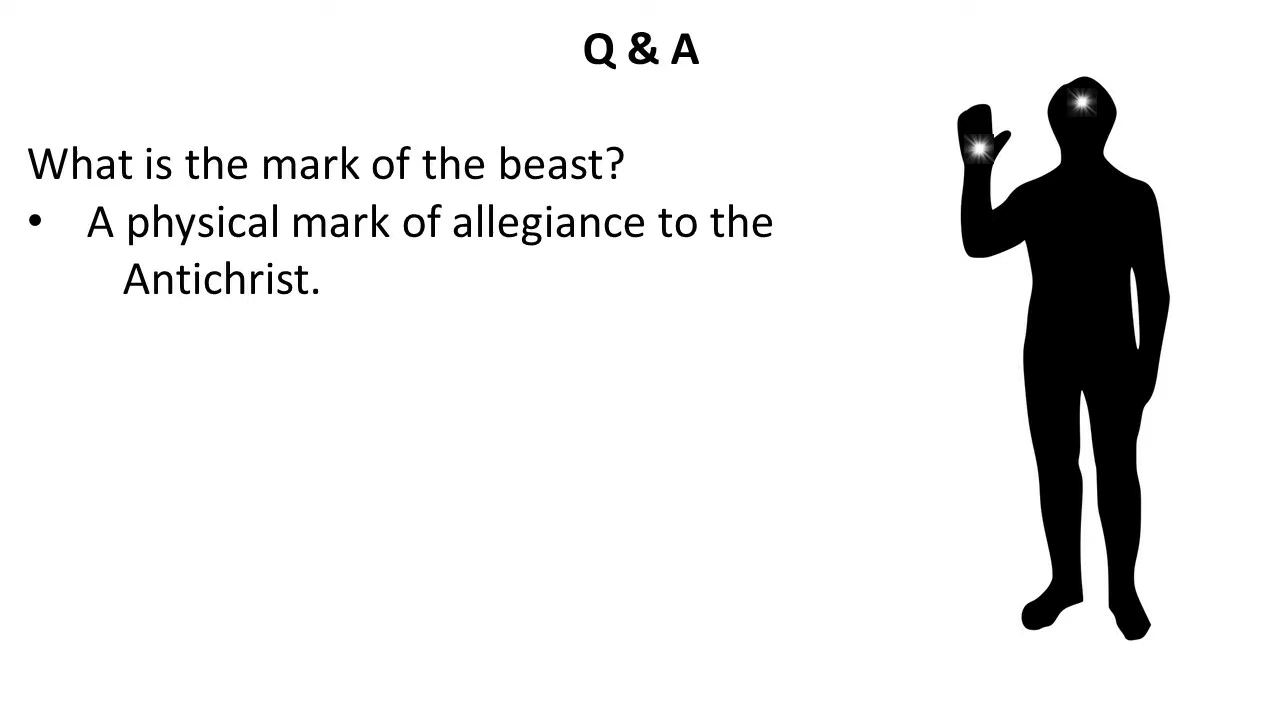 Q & A
What is the mark of the beast?
• A physical mark of allegiance to the
Antichrist.